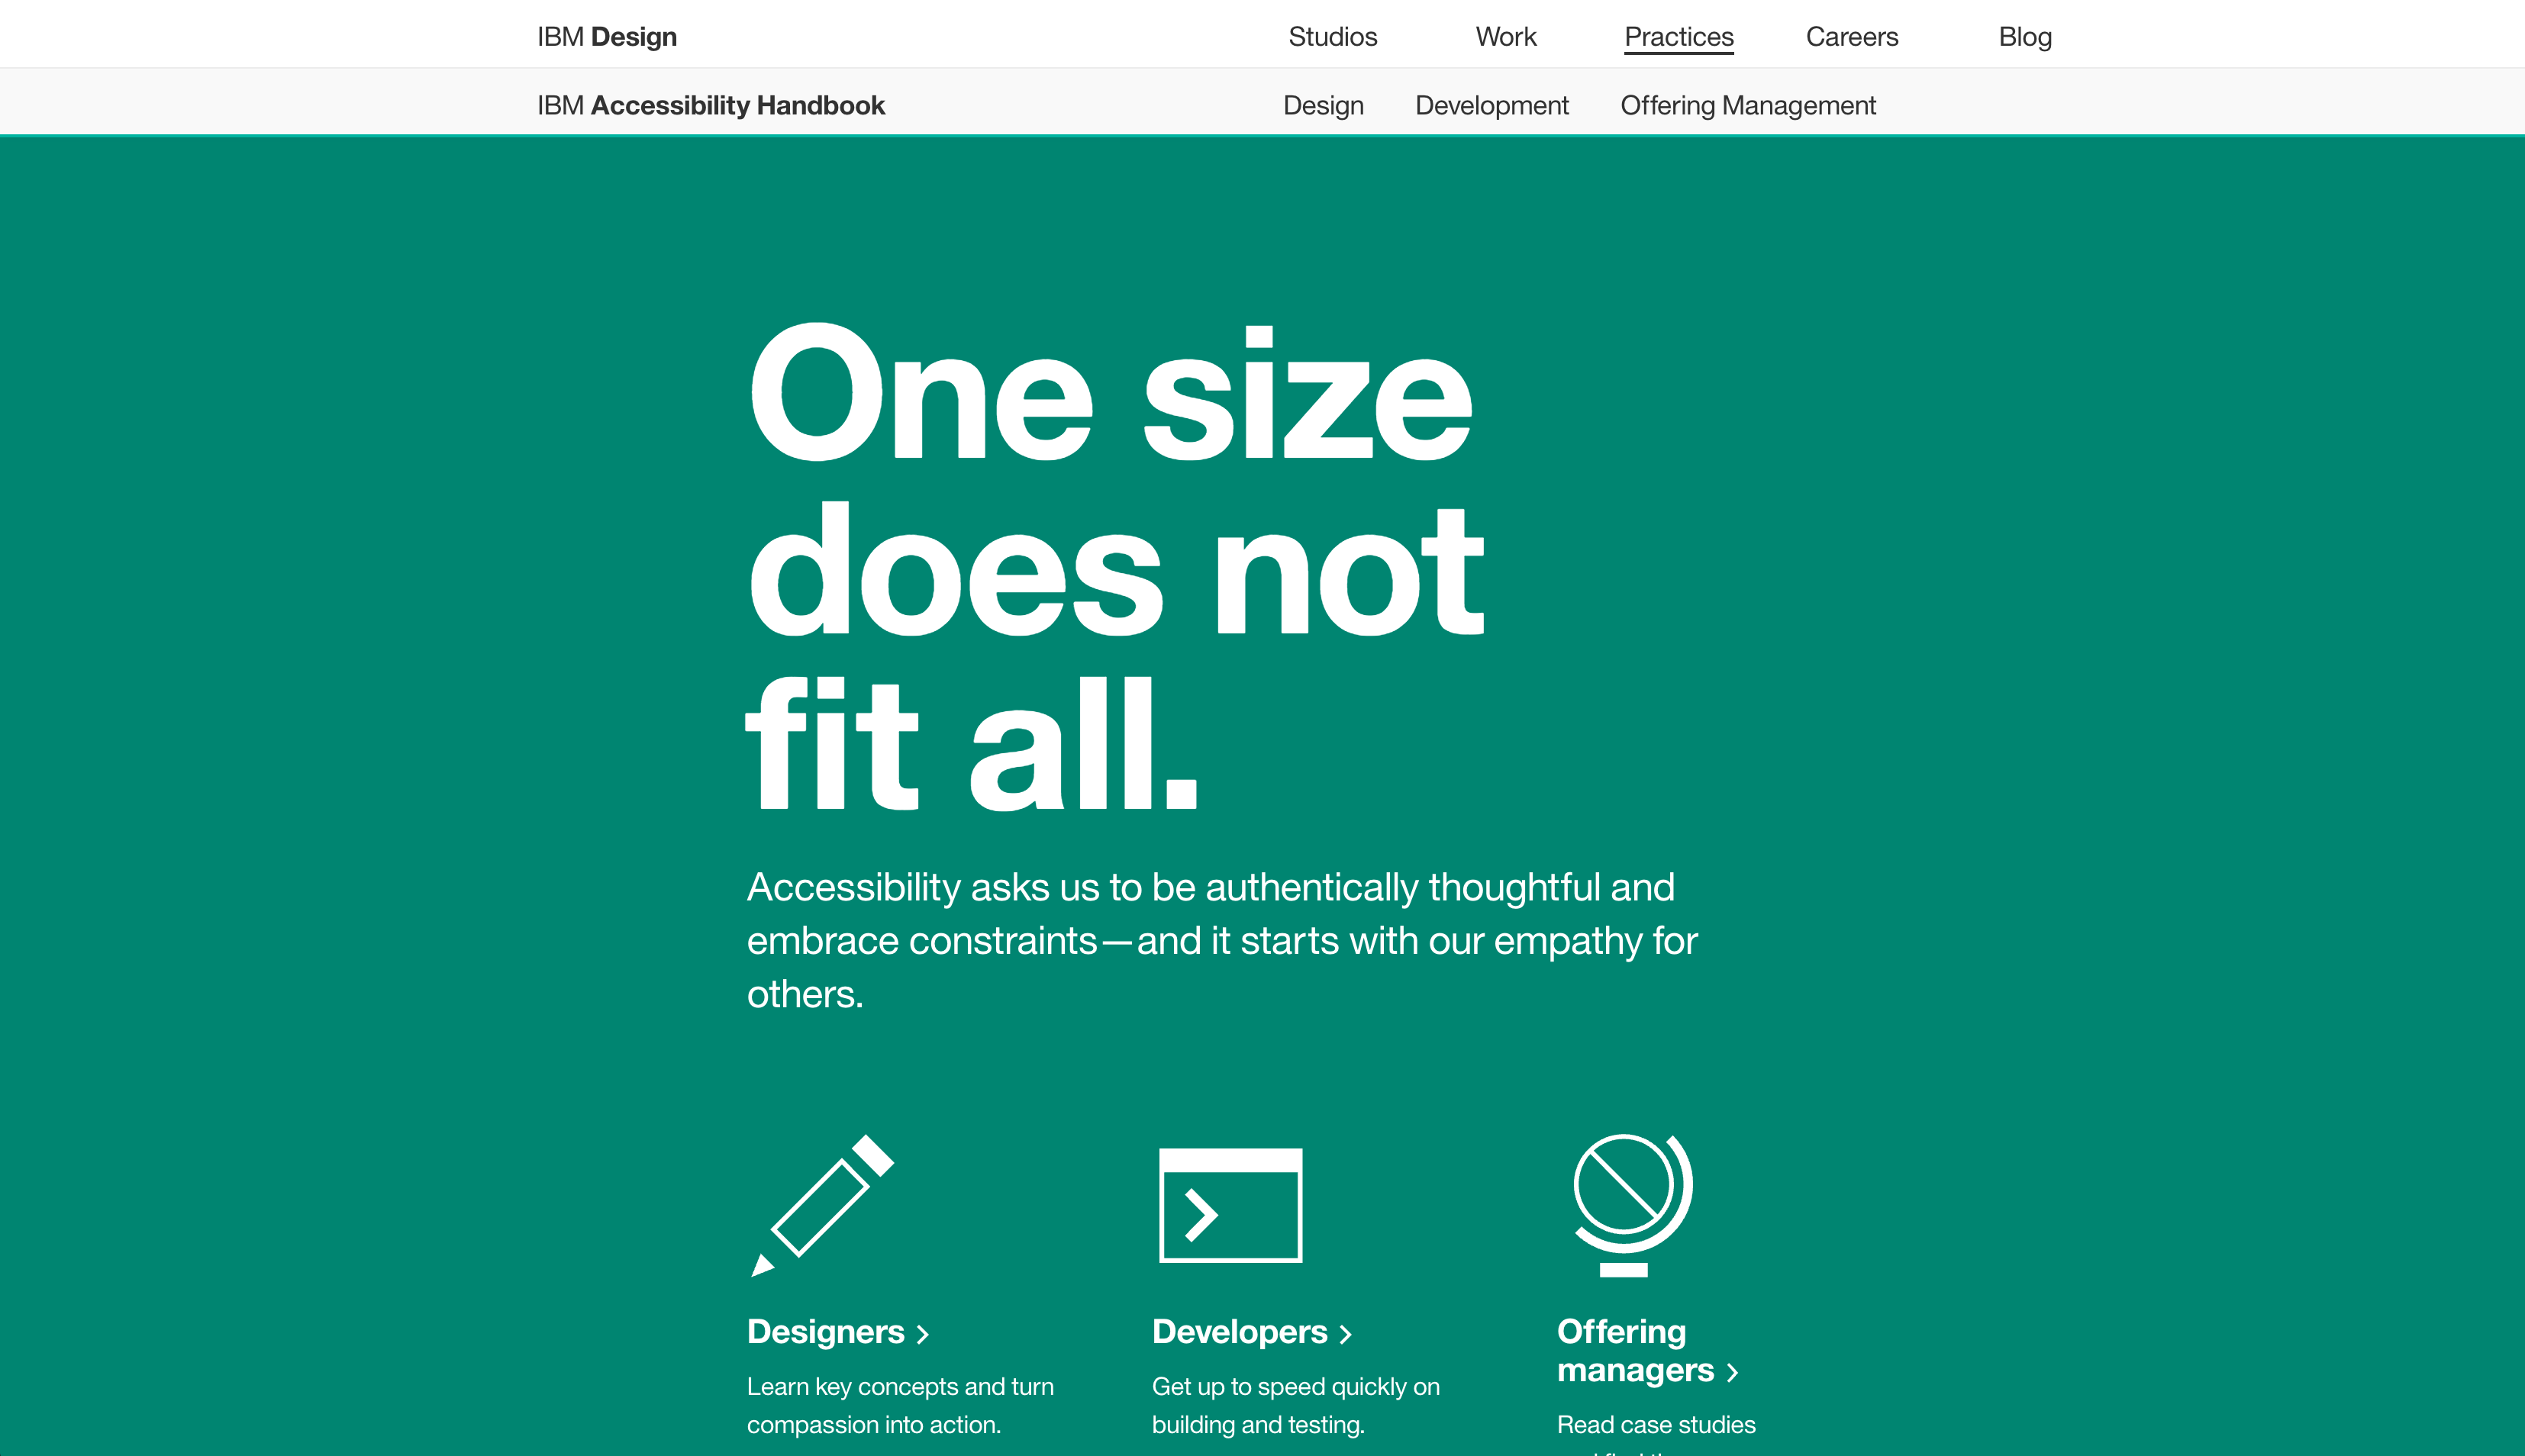 IBM Design
Studios
Work
Practices
Careers
Blog
IBM Accessibility Handbook
Design
Development
Offering Management
One size
does not
fit all.
Accessibility asks us to be authentically thoughtful and
embrace constraints—and it starts with our empathy for
others.
Designers
Learn key concepts and turn
compassion into action.
Developers
Get up to speed quickly on
building and testing.
Offering
managers
Read case studies